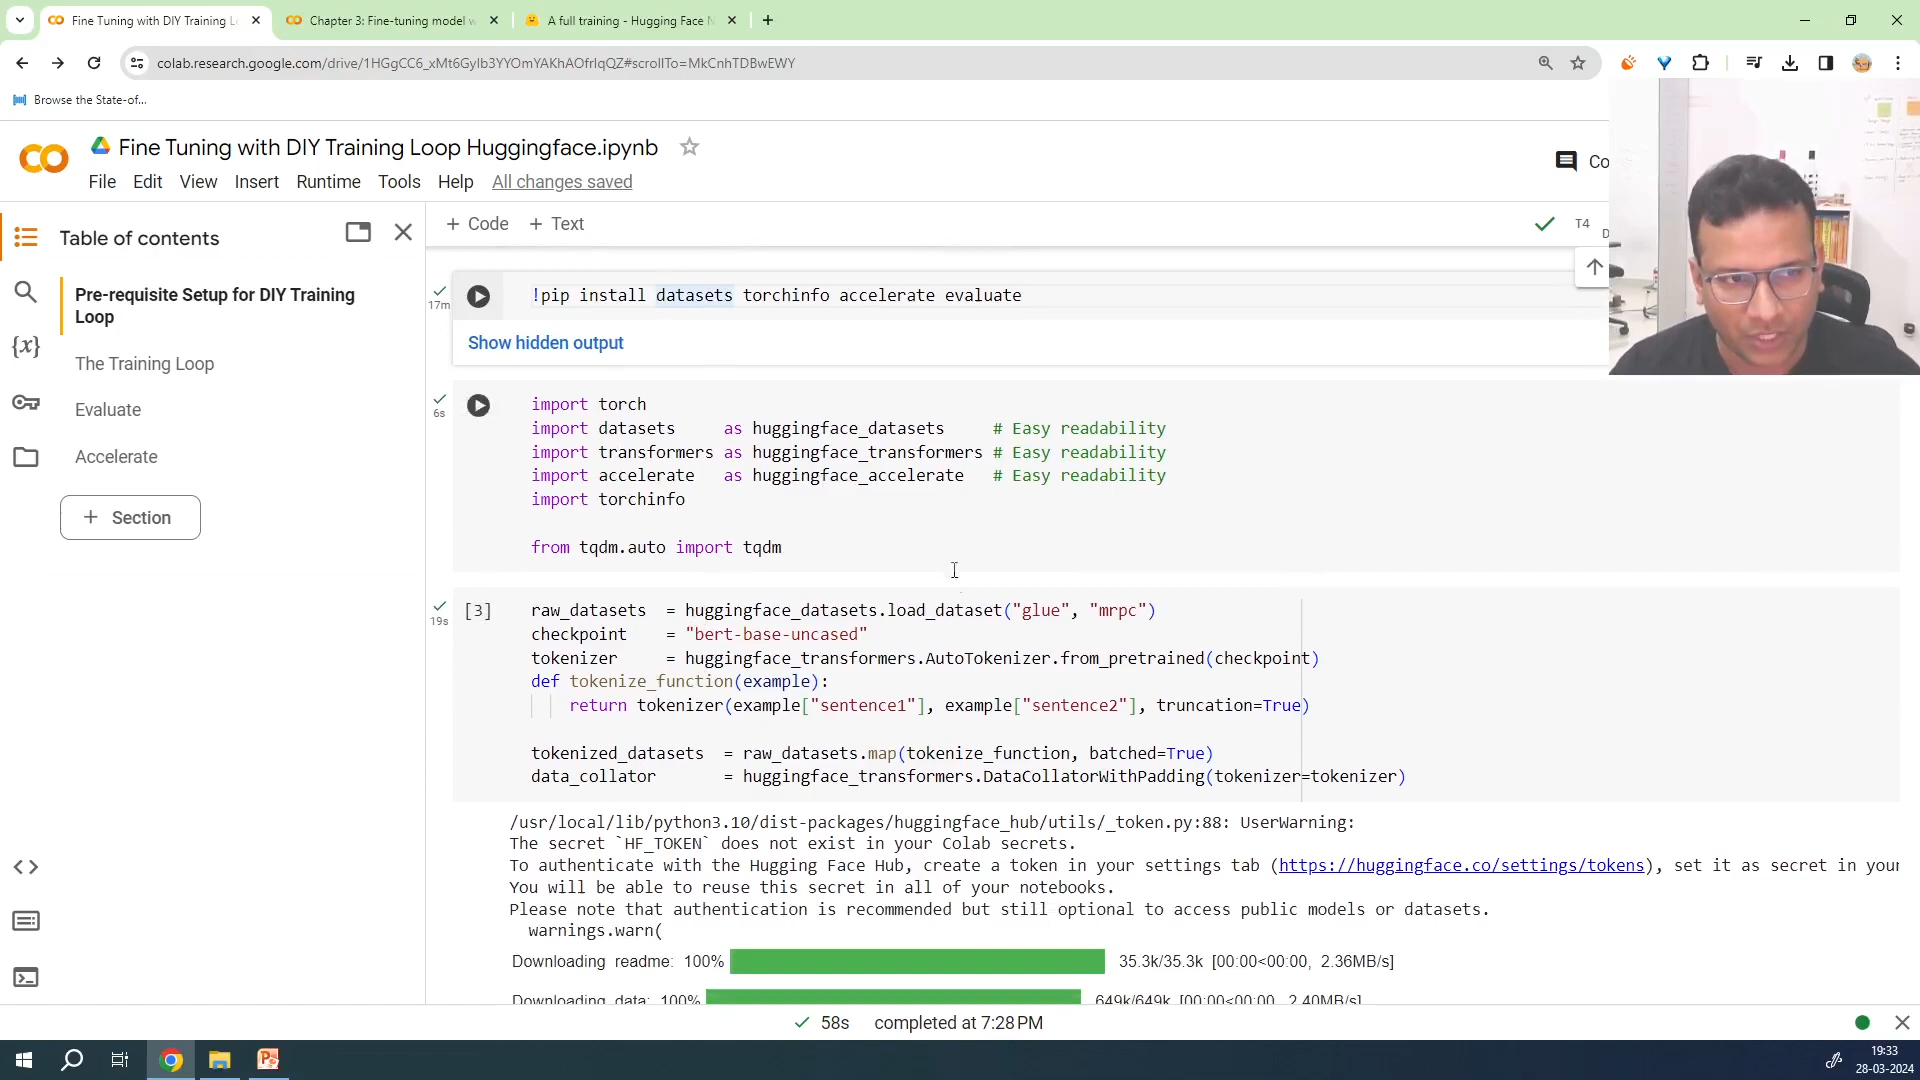 Fine Tuning with DIY Training L
Chapter 3: Fine-tuning model w
A full training - Hugging Face N
colab.research.google.com/drive/1HGgCC6_xMt6Gylb3YYOmYAKhAOfrlqQZ#scrollTo=MkCnhTDBwEWY
Browse the State-of...
Fine Tuning with DIY Training Loop Huggingface.ipynb
File Edit View Insert Runtime Tools Help All changes saved
Co
Table of contents
+ Code + Text
T4
D
Pre-requisite Setup for DIY Training
Loop
The Training Loop
Evaluate
Accelerate
+ Section
17m
!pip install datasets torchinfo accelerate evaluate
Show hidden output
6s
import torch
import datasets     as huggingface_datasets     # Easy readability
import transformers as huggingface_transformers # Easy readability
import accelerate   as huggingface_accelerate   # Easy readability
import torchinfo
from tqdm.auto import tqdm
19s
[3]
raw_datasets  = huggingface_datasets.load_dataset("glue", "mrpc")
checkpoint    = "bert-base-uncased"
tokenizer     = huggingface_transformers.AutoTokenizer.from_pretrained(checkpoint)
def tokenize_function(example):
return tokenizer(example["sentence1"], example["sentence2"], truncation=True)
tokenized_datasets  = raw_datasets.map(tokenize_function, batched=True)
data_collator       = huggingface_transformers.DataCollatorWithPadding(tokenizer=tokenizer)
/usr/local/lib/python3.10/dist-packages/huggingface_hub/utils/_token.py:88: UserWarning:
The secret `HF_TOKEN` does not exist in your Colab secrets.
To authenticate with the Hugging Face Hub, create a token in your settings tab (https://huggingface.co/settings/tokens), set it as secret in your
You will be able to reuse this secret in all of your notebooks.
Please note that authentication is recommended but still optional to access public models or datasets.
warnings.warn(
Downloading readme: 100% 35.3k/35.3k [00:00<00:00, 2.36MB/s]
Downloading data: 100% 649k/649k [00:00<00:00, 2.40MB/s]
58s completed at 7:28 PM
19:33
28-03-2024